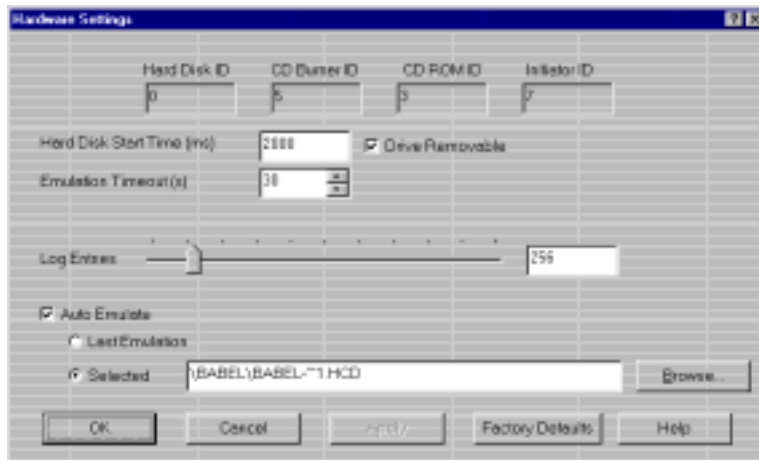 Hardware Settings
Hard Disk ID CD Burner ID CD ROM ID Initiator ID
0 5 3 7
Hard Disk Start Time (ms) 2000 Drive Removable
Emulation Timeout (s) 30
Log Entries 256
Auto Emulate
Last Emulation
Selected \BABEL\BABEL-~1.HCD Browse...
OK Cancel Apply Factory Defaults Help